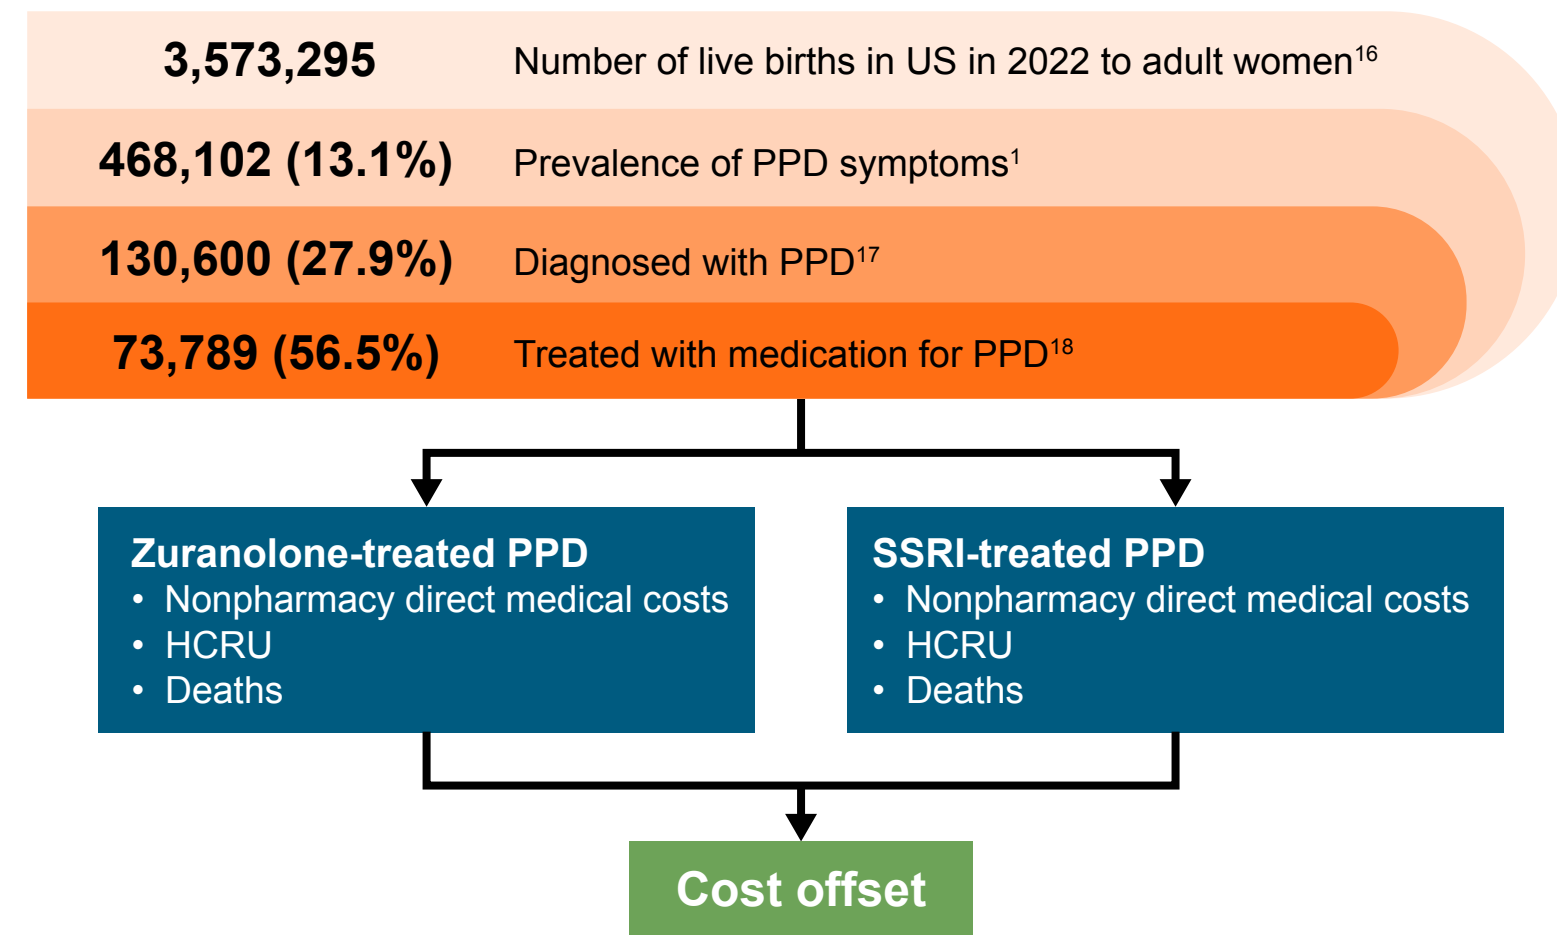 3,573,295 Number of live births in US in 2022 to adult women16
468,102 (13.1%) Prevalence of PPD symptoms1
130,600 (27.9%) Diagnosed with PPD17
73,789 (56.5%) Treated with medication for PPD18
Zuranolone-treated PPD
• Nonpharmacy direct medical costs
• HCRU
• Deaths
SSRI-treated PPD
• Nonpharmacy direct medical costs
• HCRU
• Deaths
Cost offset